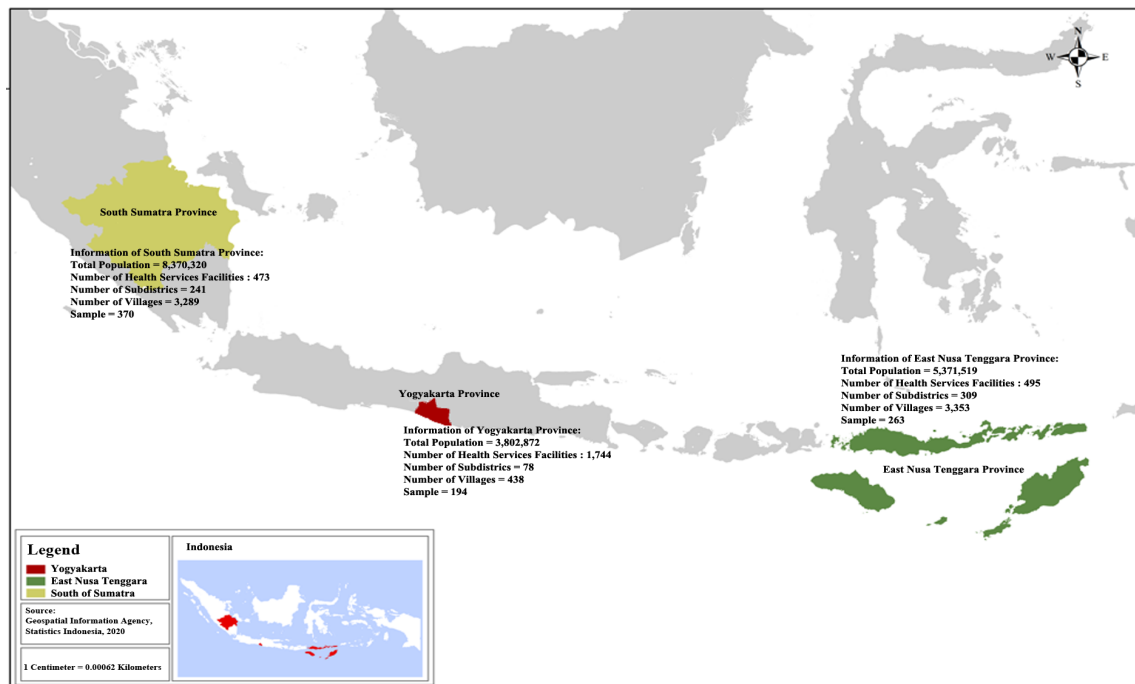 N
W E
S
South Sumatra Province
Information of South Sumatra Province:
Total Population = 8,370,320
Number of Health Services Facilities : 473
Number of Subdistrics = 241
Number of Villages = 3,289
Sample = 370
Yogyakarta Province
Information of Yogyakarta Province:
Total Population = 3,802,872
Number of Health Services Facilities : 1,744
Number of Subdistrics = 78
Number of Villages = 438
Sample = 194
Information of East Nusa Tenggara Province:
Total Population = 5,371,519
Number of Health Services Facilities : 495
Number of Subdistrics = 309
Number of Villages = 3,353
Sample = 263
East Nusa Tenggara Province
Legend
Yogyakarta
East Nusa Tenggara
South of Sumatra
Source:
Geospatial Information Agency,
Statistics Indonesia, 2020
1 Centimeter = 0.00062 Kilometers
Indonesia